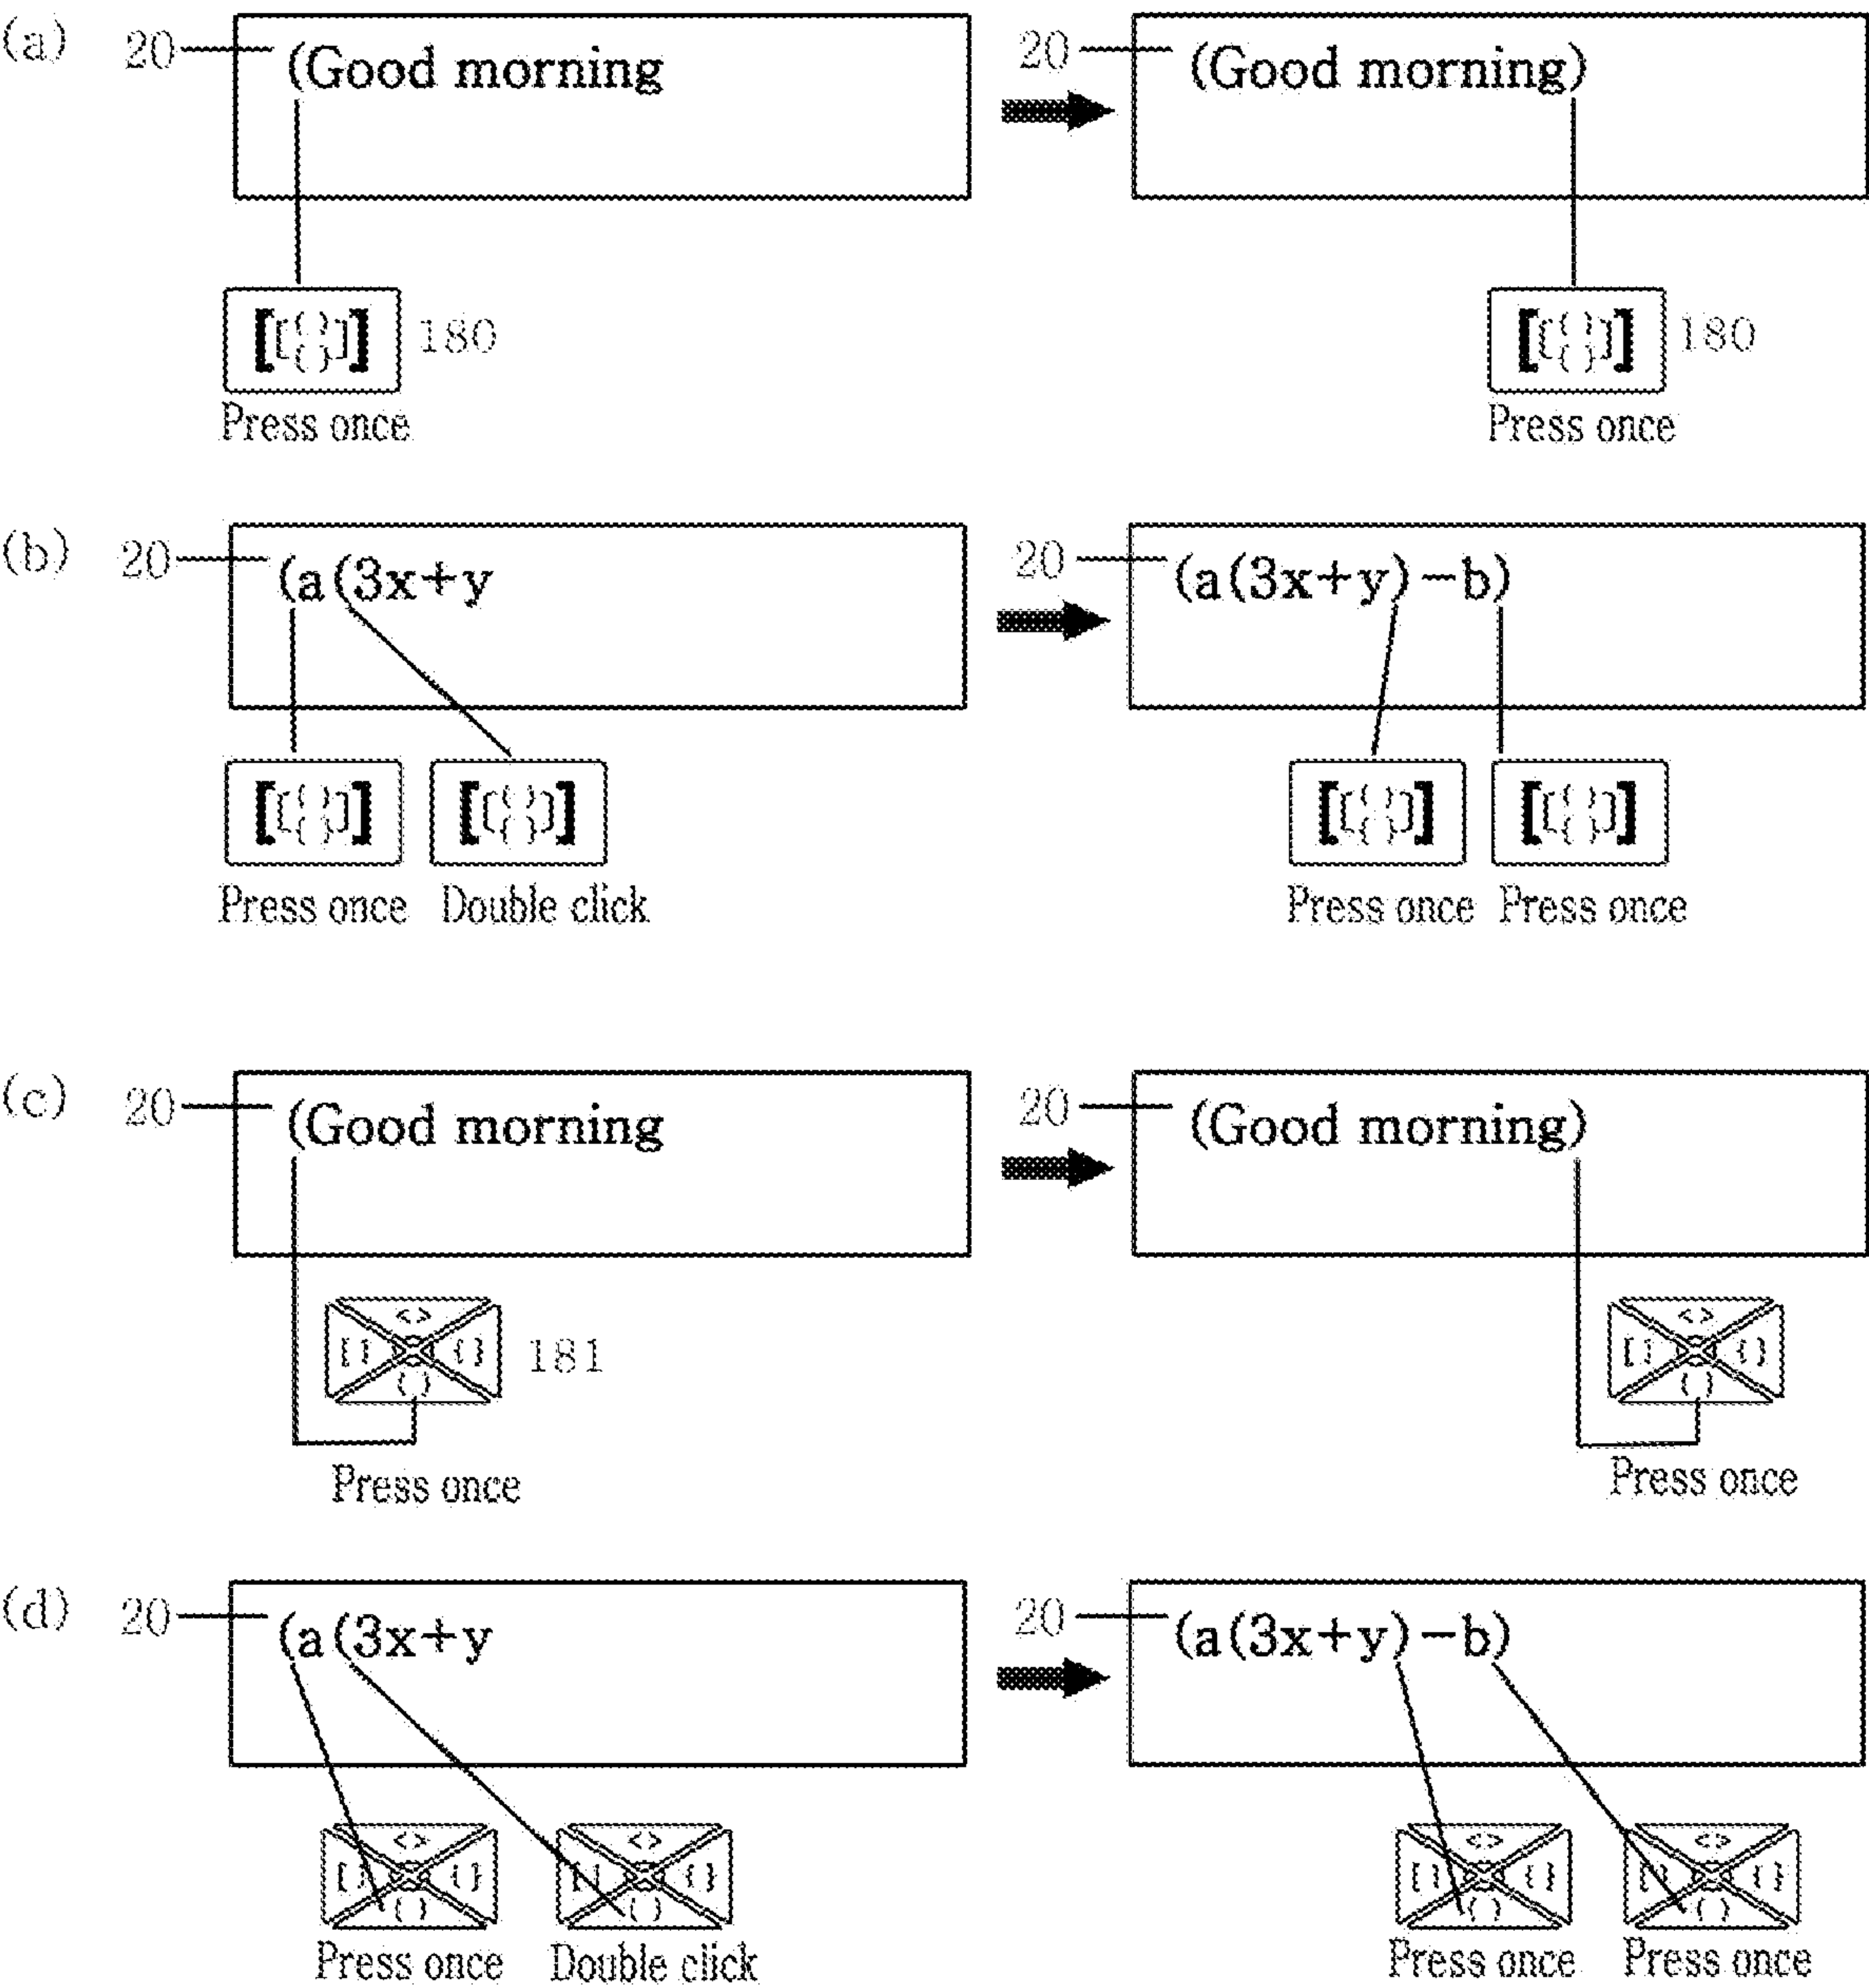 (a) 20 (Good morning 20 (Good morning)
[[{ }( )]] 180 [[{ }( )]] 180
Press once Press once
(b) 20 (a(3x+y 20 (a(3x+y)-b)
[[{ }( )]] [[{ }( )]] [[{ }( )]] [[{ }( )]]
Press once Double click Press once Press once
(c) 20 (Good morning 20 (Good morning)
<> <>
[ ] { } 181 [ ] { }
( ) ( )
Press once Press once
(d) 20 (a(3x+y 20 (a(3x+y)-b)
<> <> <> <>
[ ] { } [ ] { } [ ] { } [ ] { }
( ) ( ) ( ) ( )
Press once Double click Press once Press once